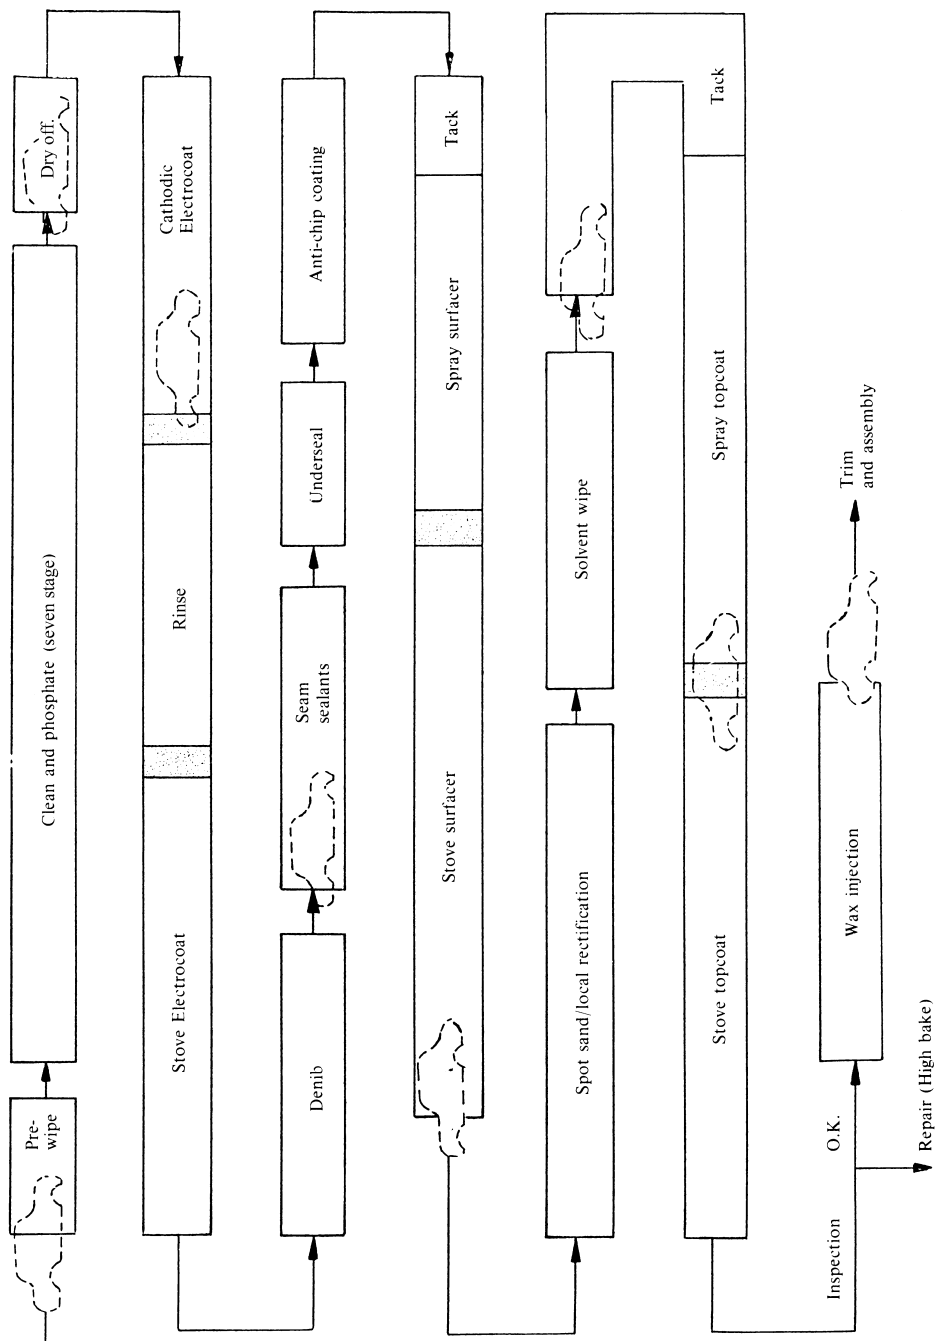 Pre-
wipe
Clean and phosphate (seven stage)
Dry off.
Cathodic
Electrocoat
Rinse
Stove Electrocoat
Denib
Seam
sealants
Underseal
Anti-chip coating
Tack
Spray surfacer
Stove surfacer
Spot sand/local rectification
Solvent wipe
Tack
Spray topcoat
Stove topcoat
Inspection
O.K.
Repair (High bake)
Wax injection
Trim
and assembly